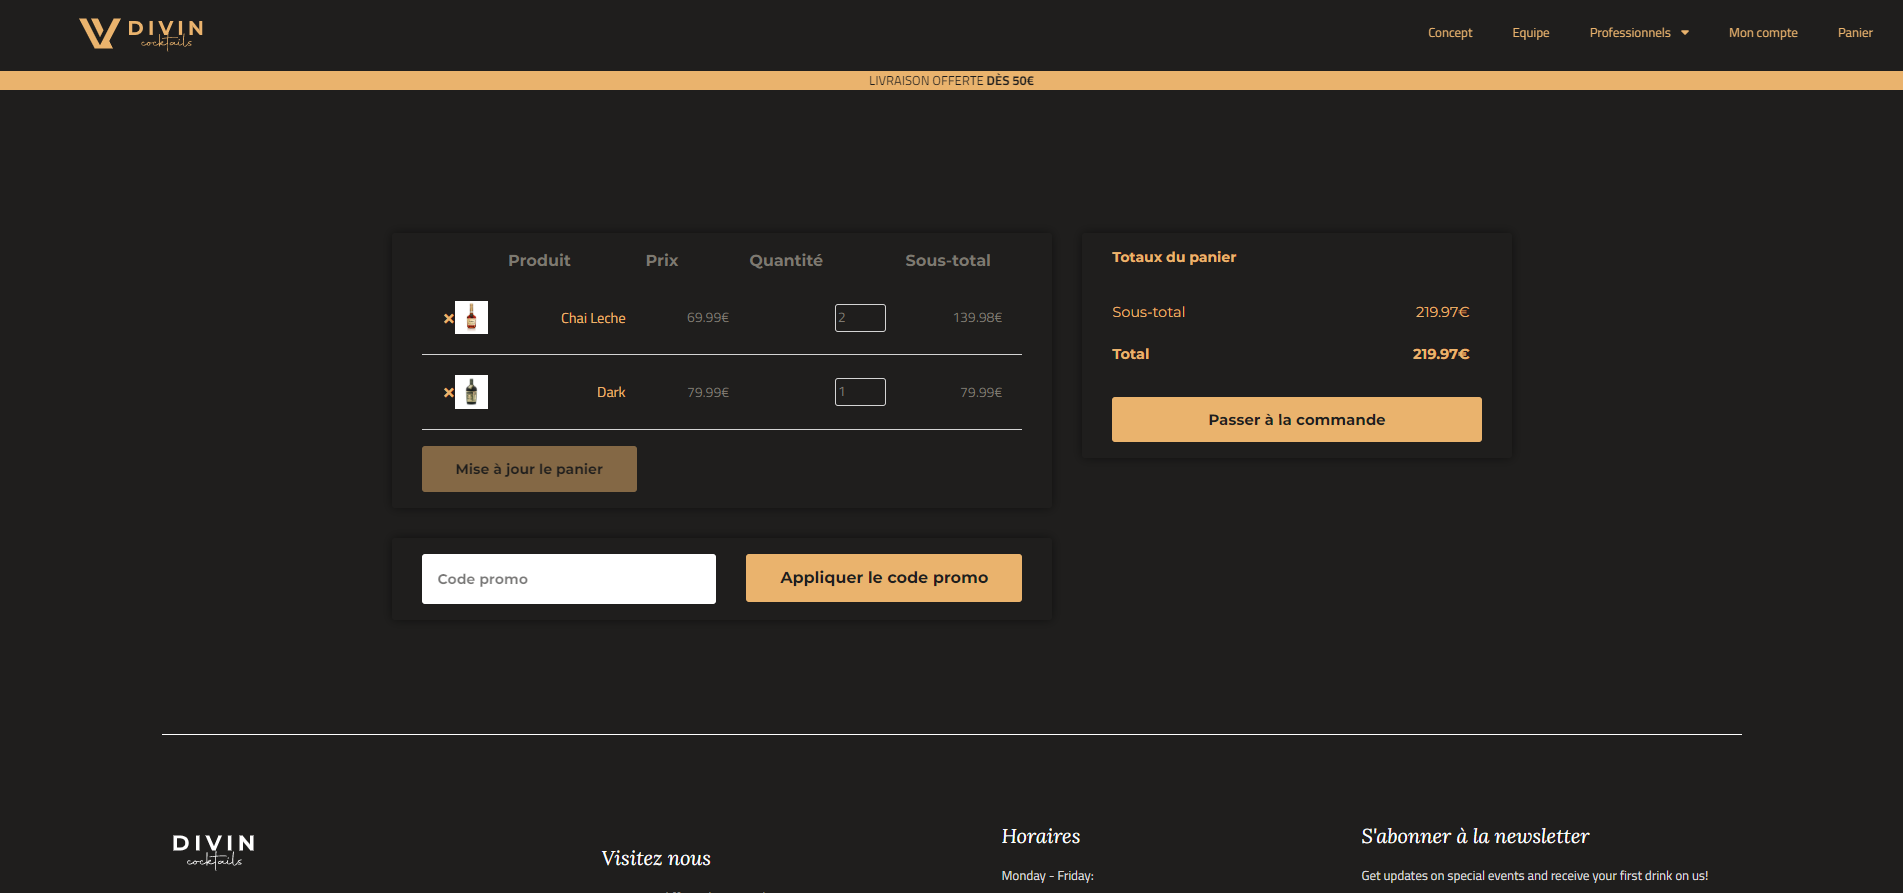 DIVIN
cocktails
Concept Equipe Professionnels Mon compte Panier
LIVRAISON OFFERTE DÈS 50€
Produit Prix Quantité Sous-total
× Chai Leche 69.99€ 2 139.98€
× Dark 79.99€ 1 79.99€
Mise à jour le panier
Code promo Appliquer le code promo
Totaux du panier
Sous-total 219.97€
Total 219.97€
Passer à la commande
DIVIN
cocktails
Visitez nous
Horaires
Monday - Friday:
S'abonner à la newsletter
Get updates on special events and receive your first drink on us!